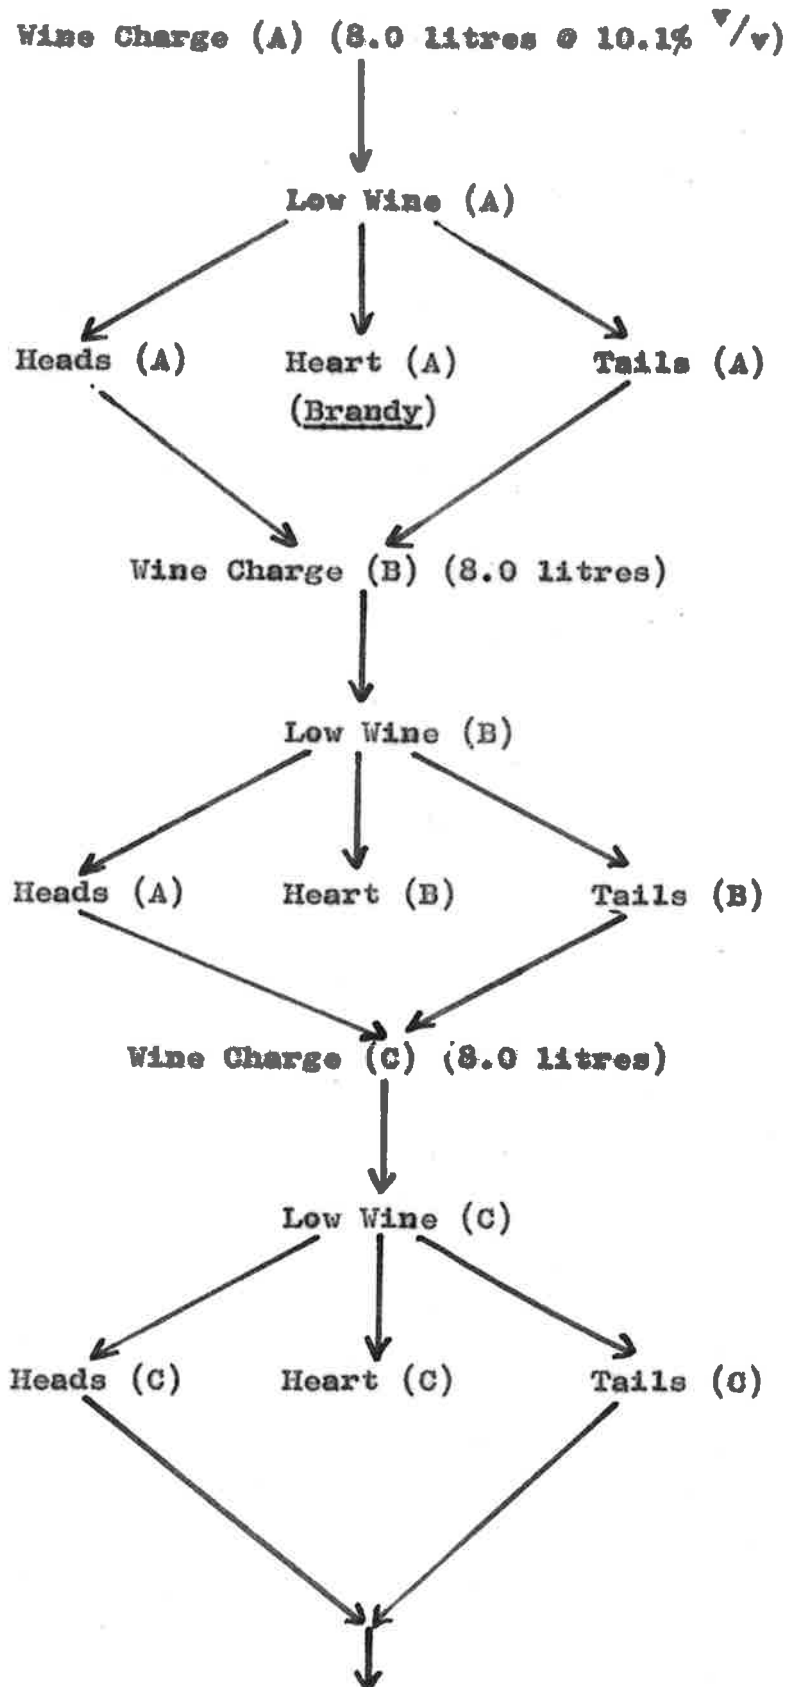 Wine Charge (A) (8.0 litres @ 10.1% v/v)
Low Wine (A)
Heads (A) Heart (A) Tails (A)
(Brandy)
Wine Charge (B) (8.0 litres)
Low Wine (B)
Heads (A) Heart (B) Tails (B)
Wine Charge (C) (8.0 litres)
Low Wine (C)
Heads (C) Heart (C) Tails (C)